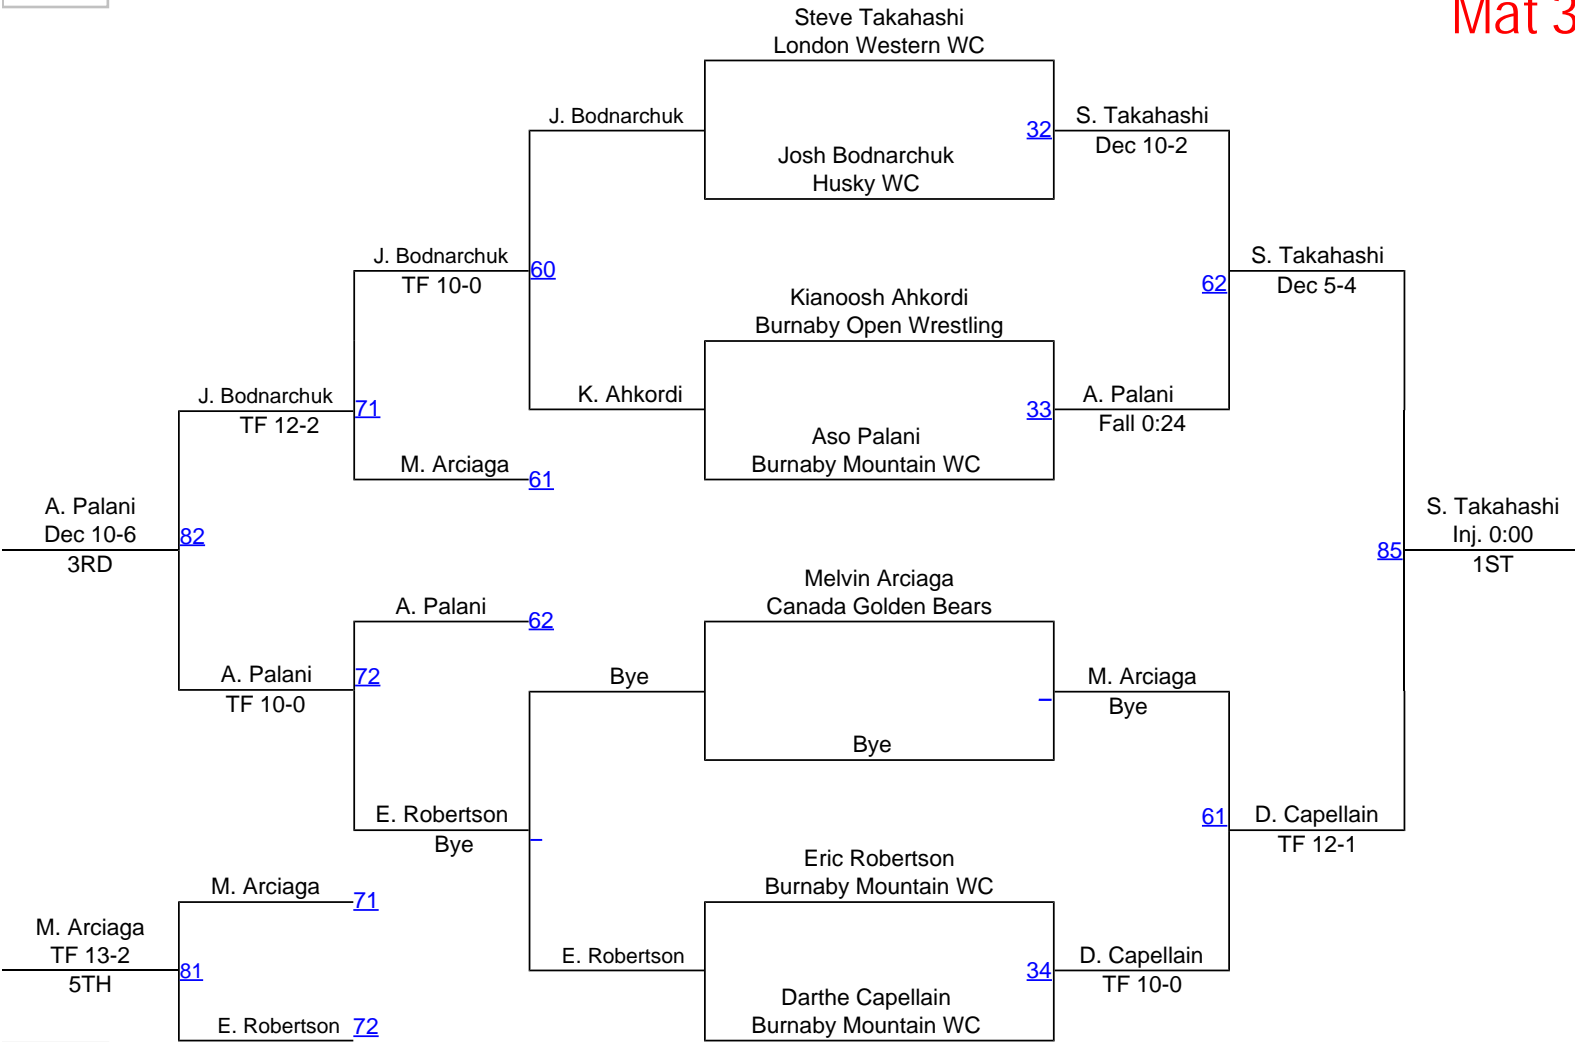 Mat 3
Steve Takahashi
London Western WC
J. Bodnarchuk
32
S. Takahashi
Dec 10-2
Josh Bodnarchuk
Husky WC
J. Bodnarchuk
TF 10-0
60
S. Takahashi
Dec 5-4
62
Kianoosh Ahkordi
Burnaby Open Wrestling
J. Bodnarchuk
TF 12-2
71
K. Ahkordi
33
A. Palani
Fall 0:24
Aso Palani
Burnaby Mountain WC
M. Arciaga
61
A. Palani
Dec 10-6
3RD
82
S. Takahashi
Inj. 0:00
1ST
85
Melvin Arciaga
Canada Golden Bears
A. Palani
62
A. Palani
TF 10-0
72
Bye
M. Arciaga
Bye
Bye
E. Robertson
Bye
61
D. Capellain
TF 12-1
Eric Robertson
Burnaby Mountain WC
M. Arciaga
71
M. Arciaga
TF 13-2
5TH
81
E. Robertson
34
D. Capellain
TF 10-0
Darthe Capellain
Burnaby Mountain WC
E. Robertson
72